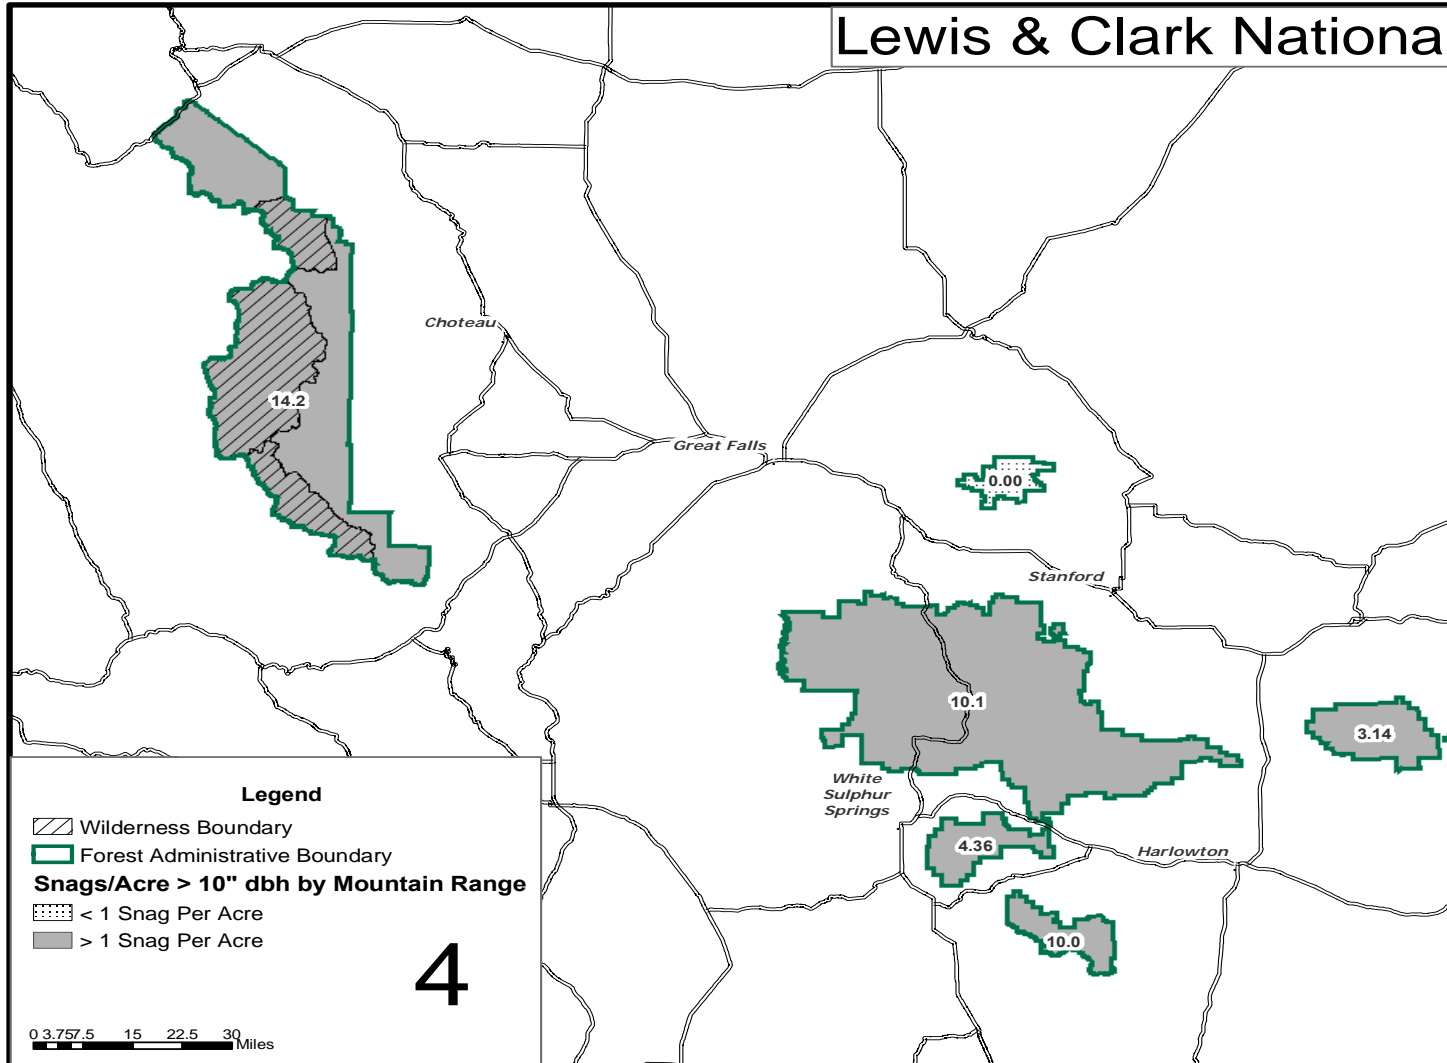 Lewis & Clark Nationa
Choteau
14.2
Great Falls
0.00
Stanford
10.1
3.14
White
Sulphur
Springs
4.36
Harlowton
10.0
Legend
Wilderness Boundary
Forest Administrative Boundary
Snags/Acre > 10" dbh by Mountain Range
< 1 Snag Per Acre
> 1 Snag Per Acre
4
0 3.757.5 15 22.5 30
Miles